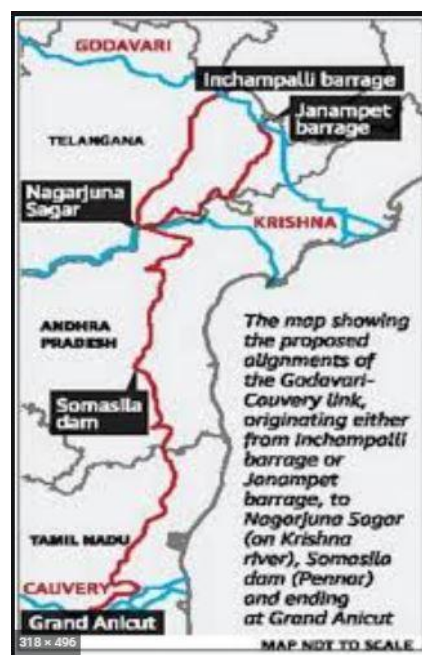 GODAVARI
Inchampalli barrage
Janampet
barrage
TELANGANA
Nagarjuna
Sagar
KRISHNA
ANDHRA
PRADESH
Somasila
dam
The map showing
the proposed
alignments of
the Godavari-
Cauvery link,
originating either
from Inchampalli
barrage or
Janampet
barrage, to
Nagarjuna Sagar
(on Krishna
river), Somasila
dam (Pennar)
and ending
at Grand Anicut
TAMIL NADU
CAUVERY
Grand Anicut
318 × 496
MAP NOT TO SCALE